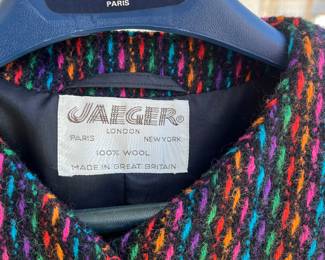 PARIS
JAEGER®
LONDON
PARIS NEW YORK
100% WOOL
MADE IN GREAT BRITAIN